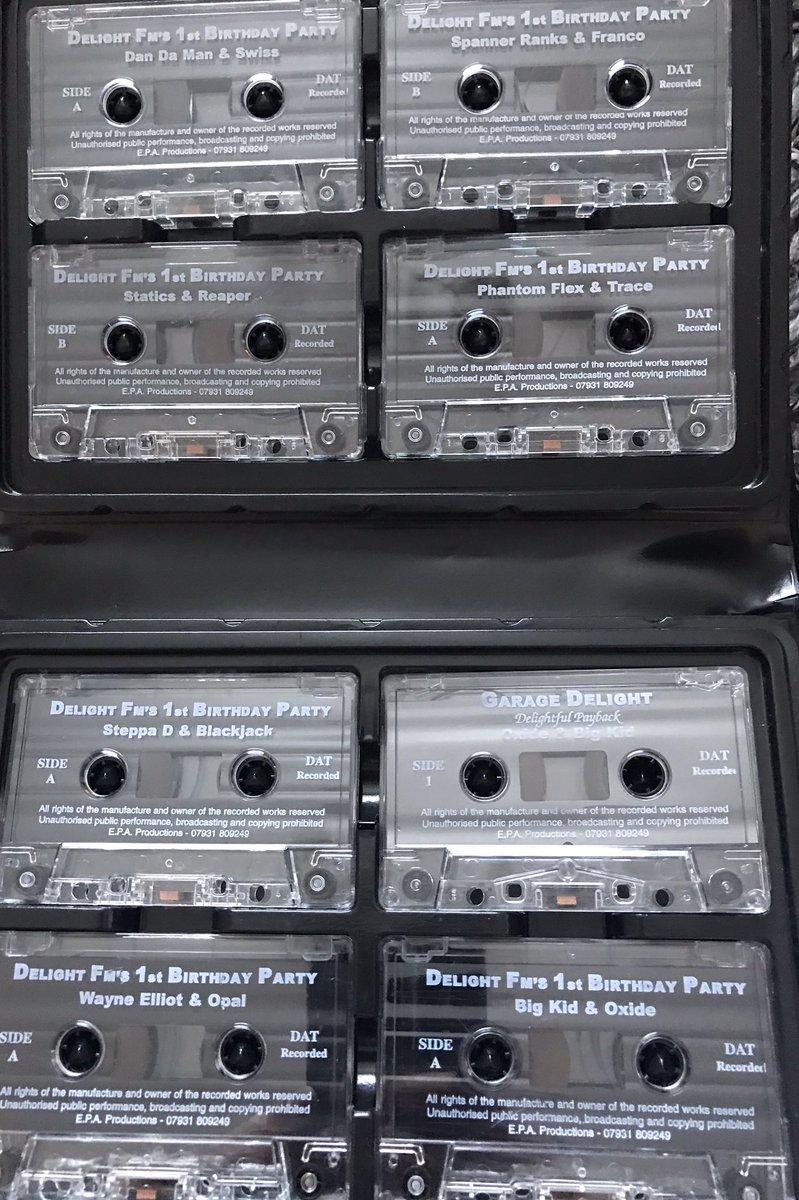 DELIGHT FM'S 1ST BIRTHDAY PARTY
Dan Da Man & Swiss
SIDE
A
DAT
Recorded
All rights of the manufacture and owner of the recorded works reserved
Unauthorised public performance, broadcasting and copying prohibited
E.P.A. Productions - 07931 809249
DELIGHT FM'S 1ST BIRTHDAY PARTY
Spanner Ranks & Franco
SIDE
B
DAT
Recorded
All rights of the manufacture and owner of the recorded works reserved
Unauthorised public performance, broadcasting and copying prohibited
E.P.A. Productions - 07931 809249
DELIGHT FM'S 1ST BIRTHDAY PARTY
Statics & Reaper
SIDE
B
DAT
Recorded
All rights of the manufacture and owner of the recorded works reserved
Unauthorised public performance, broadcasting and copying prohibited
E.P.A. Productions - 07931 809249
DELIGHT FM'S 1ST BIRTHDAY PARTY
Phantom Flex & Trace
SIDE
A
DAT
Recorded
All rights of the manufacture and owner of the recorded works reserved
Unauthorised public performance, broadcasting and copying prohibited
E.P.A. Productions - 07931 809249
DELIGHT FM'S 1ST BIRTHDAY PARTY
Steppa D & Blackjack
SIDE
A
DAT
Recorded
All rights of the manufacture and owner of the recorded works reserved
Unauthorised public performance, broadcasting and copying prohibited
E.P.A. Productions - 07931 809249
GARAGE DELIGHT
Delightful Payback
Oxide & Big Kid
SIDE
1
DAT
Recorded
All rights of the manufacture and owner of the recorded works reserved
Unauthorised public performance, broadcasting and copying prohibited
E.P.A. Productions - 07931 809249
DELIGHT FM'S 1ST BIRTHDAY PARTY
Wayne Elliot & Opal
SIDE
A
DAT
Recorded
All rights of the manufacture and owner of the recorded works reserved
Unauthorised public performance, broadcasting and copying prohibited
E.P.A. Productions - 07931 809249
DELIGHT FM'S 1ST BIRTHDAY PARTY
Big Kid & Oxide
SIDE
A
DAT
Recorded
All rights of the manufacture and owner of the recorded works reserved
Unauthorised public performance, broadcasting and copying prohibited
E.P.A. Productions - 07931 809249